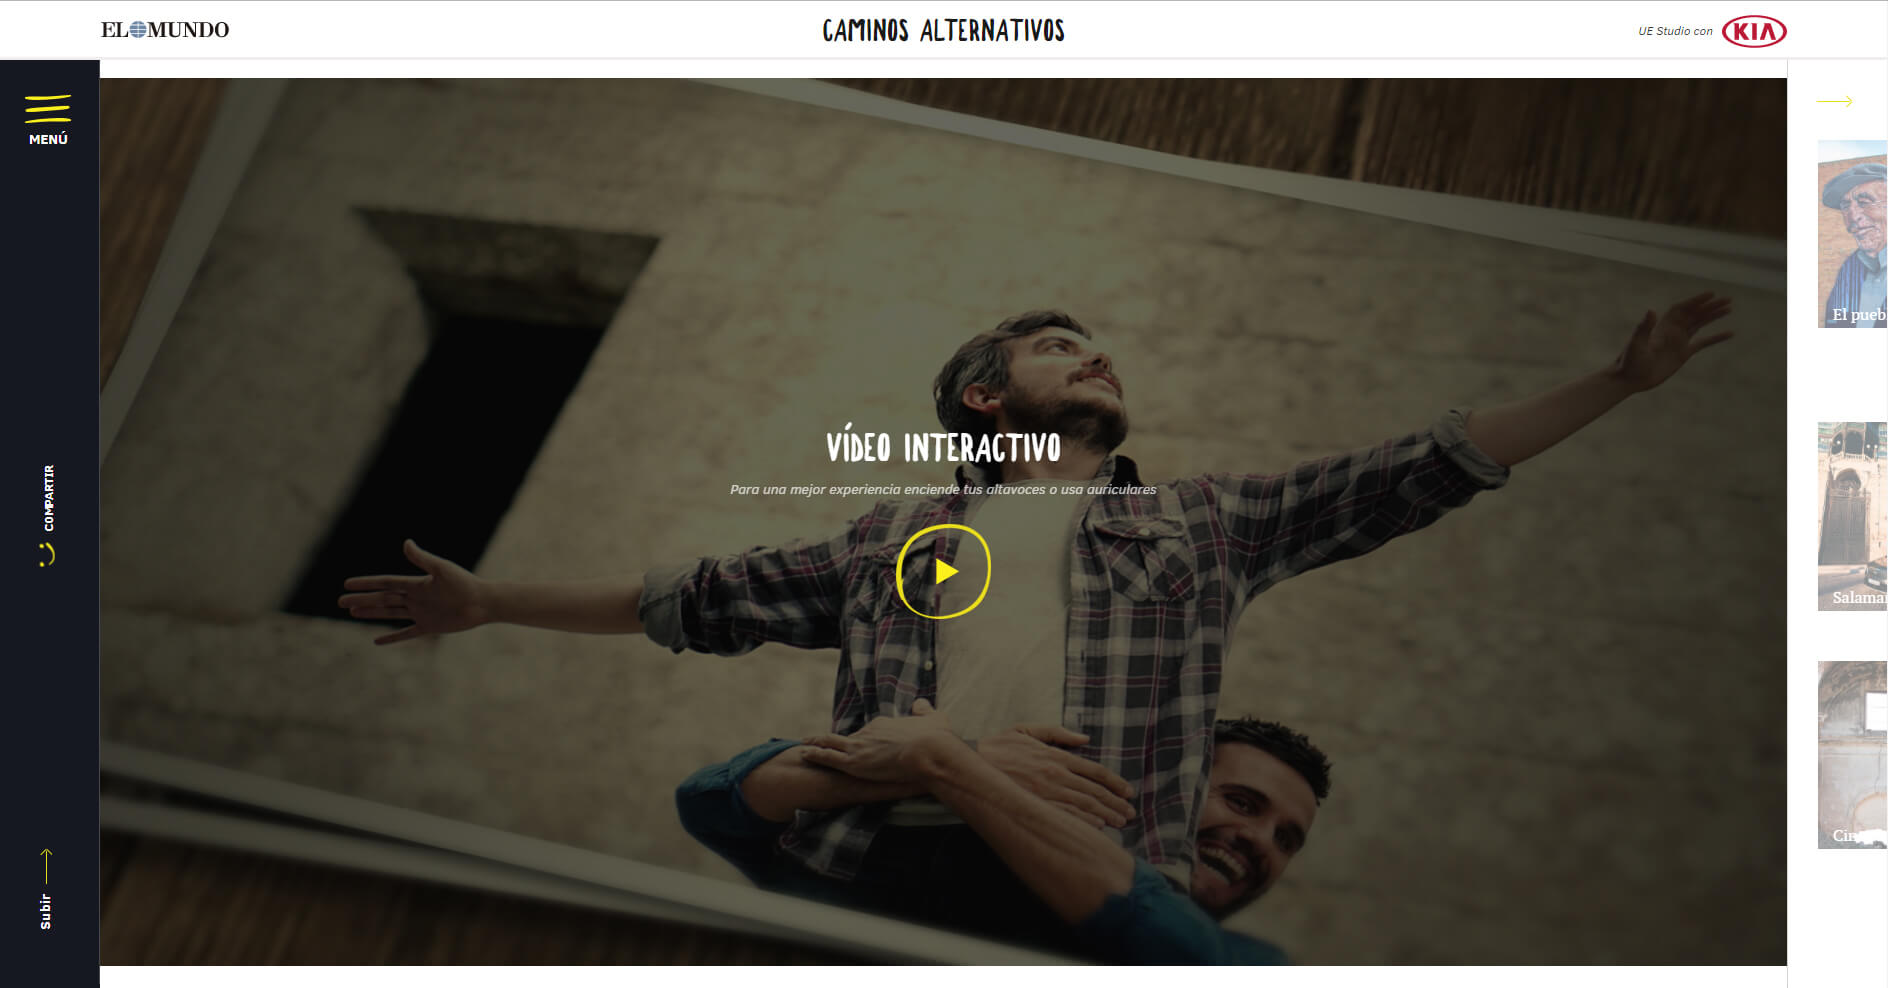 EL MUNDO
CAMINOS ALTERNATIVOS
UE Studio con
KIA
MENÚ
COMPARTIR
Subir
VÍDEO INTERACTIVO
Para una mejor experiencia enciende tus altavoces o usa auriculares
El pueb
Salama